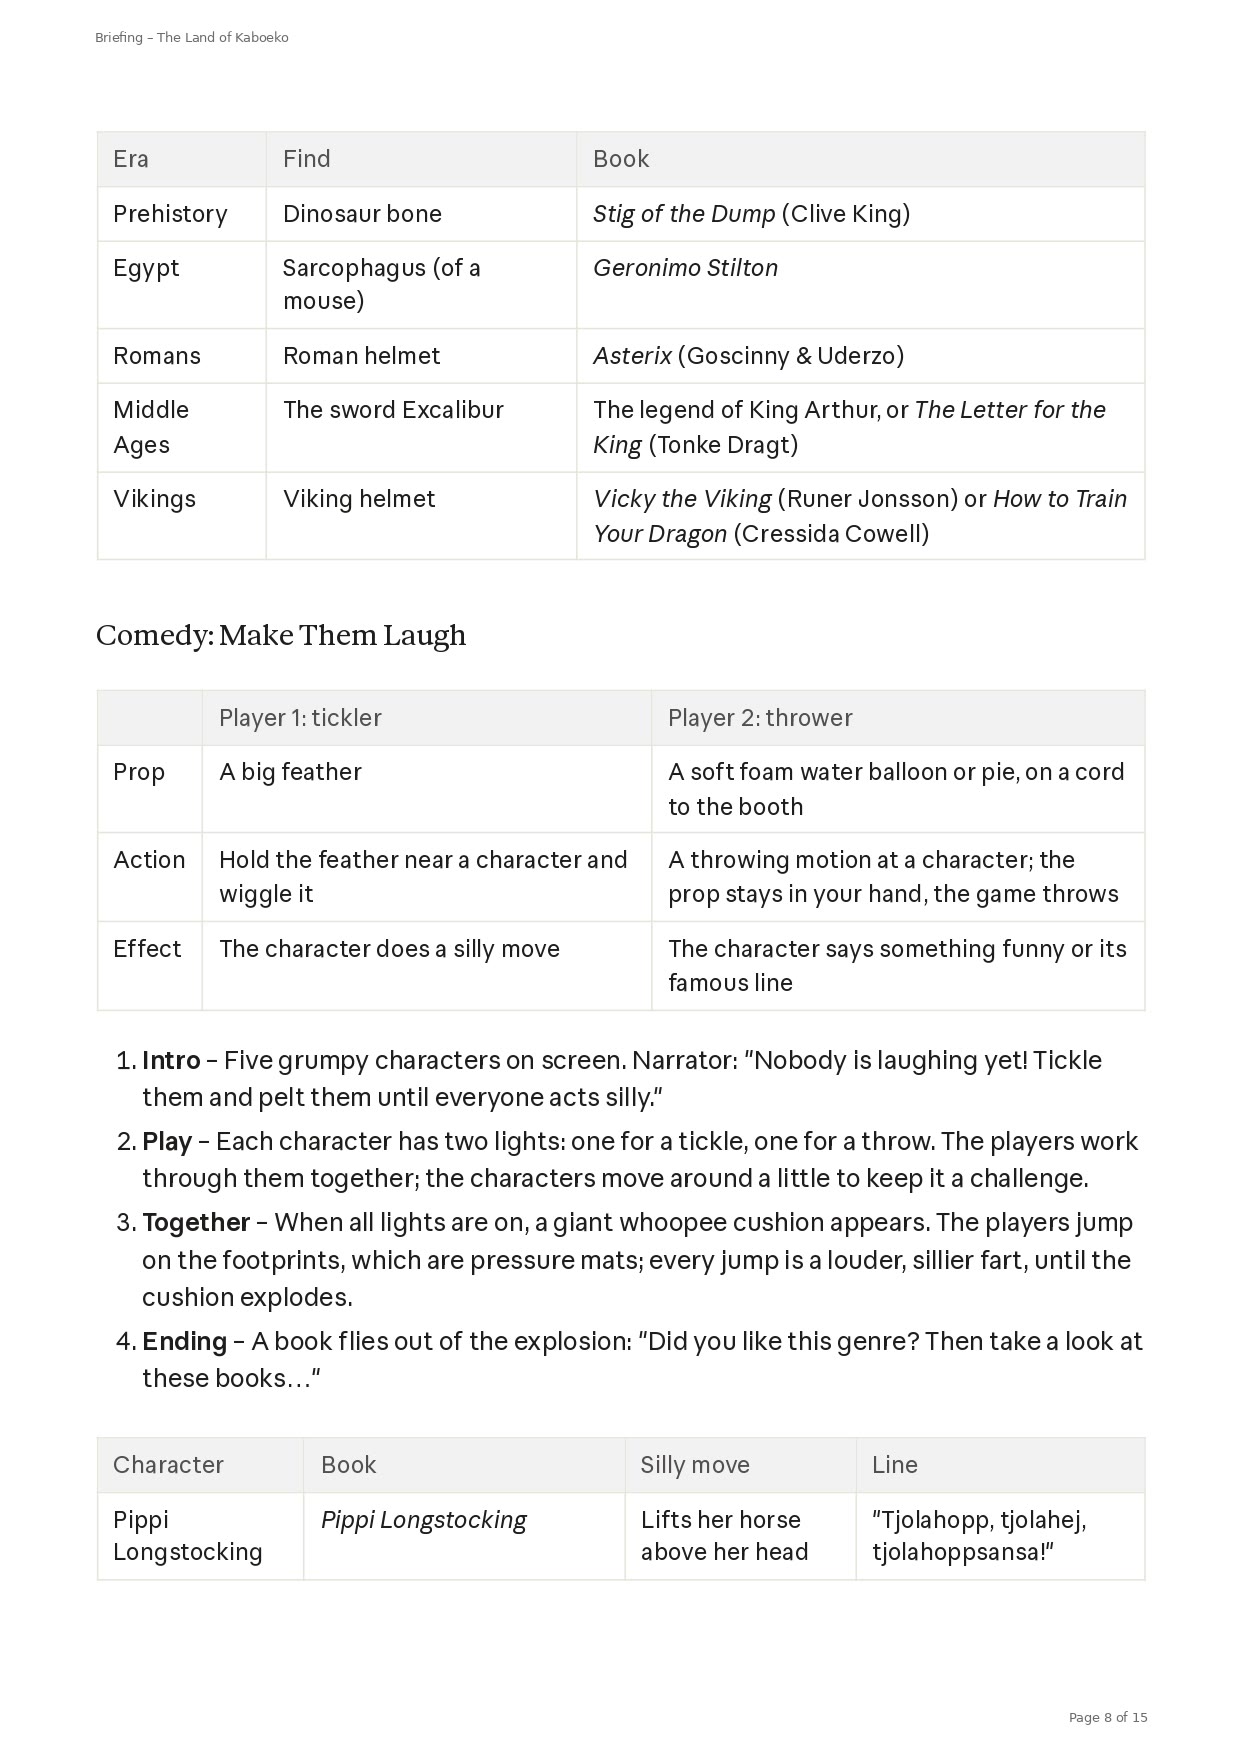 Briefing – The Land of Kaboeko
Era Find Book
Prehistory Dinosaur bone Stig of the Dump (Clive King)
Egypt Sarcophagus (of a Geronimo Stilton
mouse)
Romans Roman helmet Asterix (Goscinny & Uderzo)
Middle The sword Excalibur The legend of King Arthur, or The Letter for the
Ages King (Tonke Dragt)
Vikings Viking helmet Vicky the Viking (Runer Jonsson) or How to Train
Your Dragon (Cressida Cowell)
Comedy: Make Them Laugh
Player 1: tickler Player 2: thrower
Prop A big feather A soft foam water balloon or pie, on a cord
to the booth
Action Hold the feather near a character and A throwing motion at a character; the
wiggle it prop stays in your hand, the game throws
Effect The character does a silly move The character says something funny or its
famous line
1. Intro – Five grumpy characters on screen. Narrator: "Nobody is laughing yet! Tickle
them and pelt them until everyone acts silly."
2. Play – Each character has two lights: one for a tickle, one for a throw. The players work
through them together; the characters move around a little to keep it a challenge.
3. Together – When all lights are on, a giant whoopee cushion appears. The players jump
on the footprints, which are pressure mats; every jump is a louder, sillier fart, until the
cushion explodes.
4. Ending – A book flies out of the explosion: "Did you like this genre? Then take a look at
these books…"
Character Book Silly move Line
Pippi Pippi Longstocking Lifts her horse "Tjolahopp, tjolahej,
Longstocking above her head tjolahoppsansa!"
Page 8 of 15